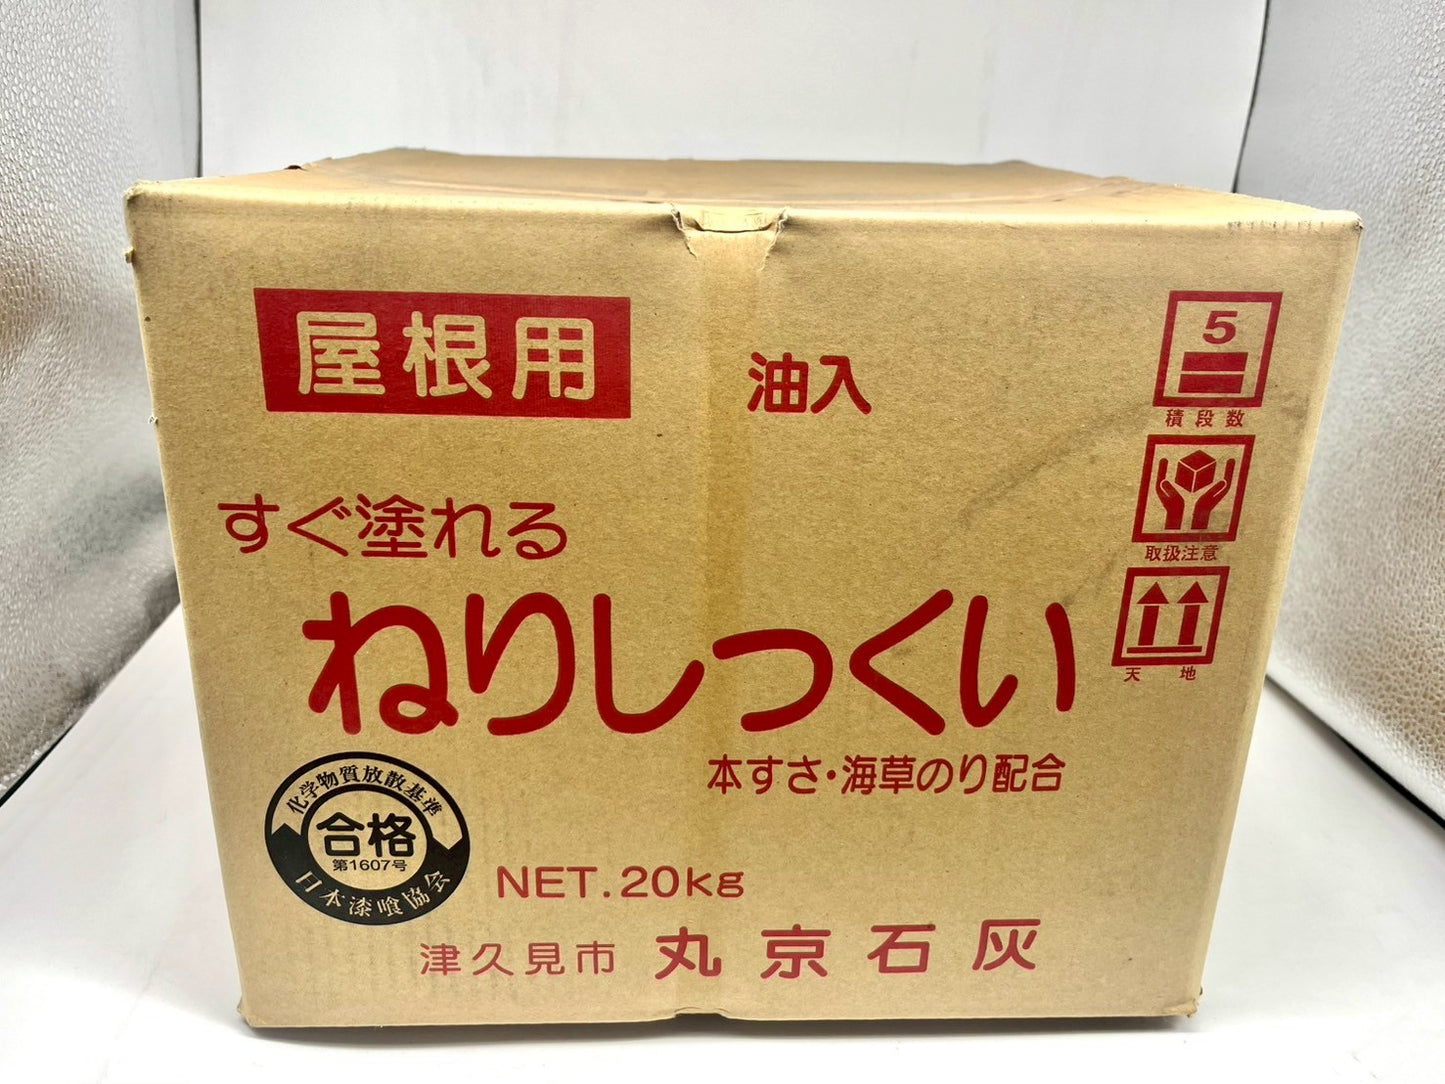 屋根用
油入
5
積段数
取扱注意
天 地
すぐ塗れる
ねりしっくい
本すさ・海草のり配合
化学物質放散基準
合格
第1607号
日本漆喰協会
NET.20kg
津久見市 丸京石灰